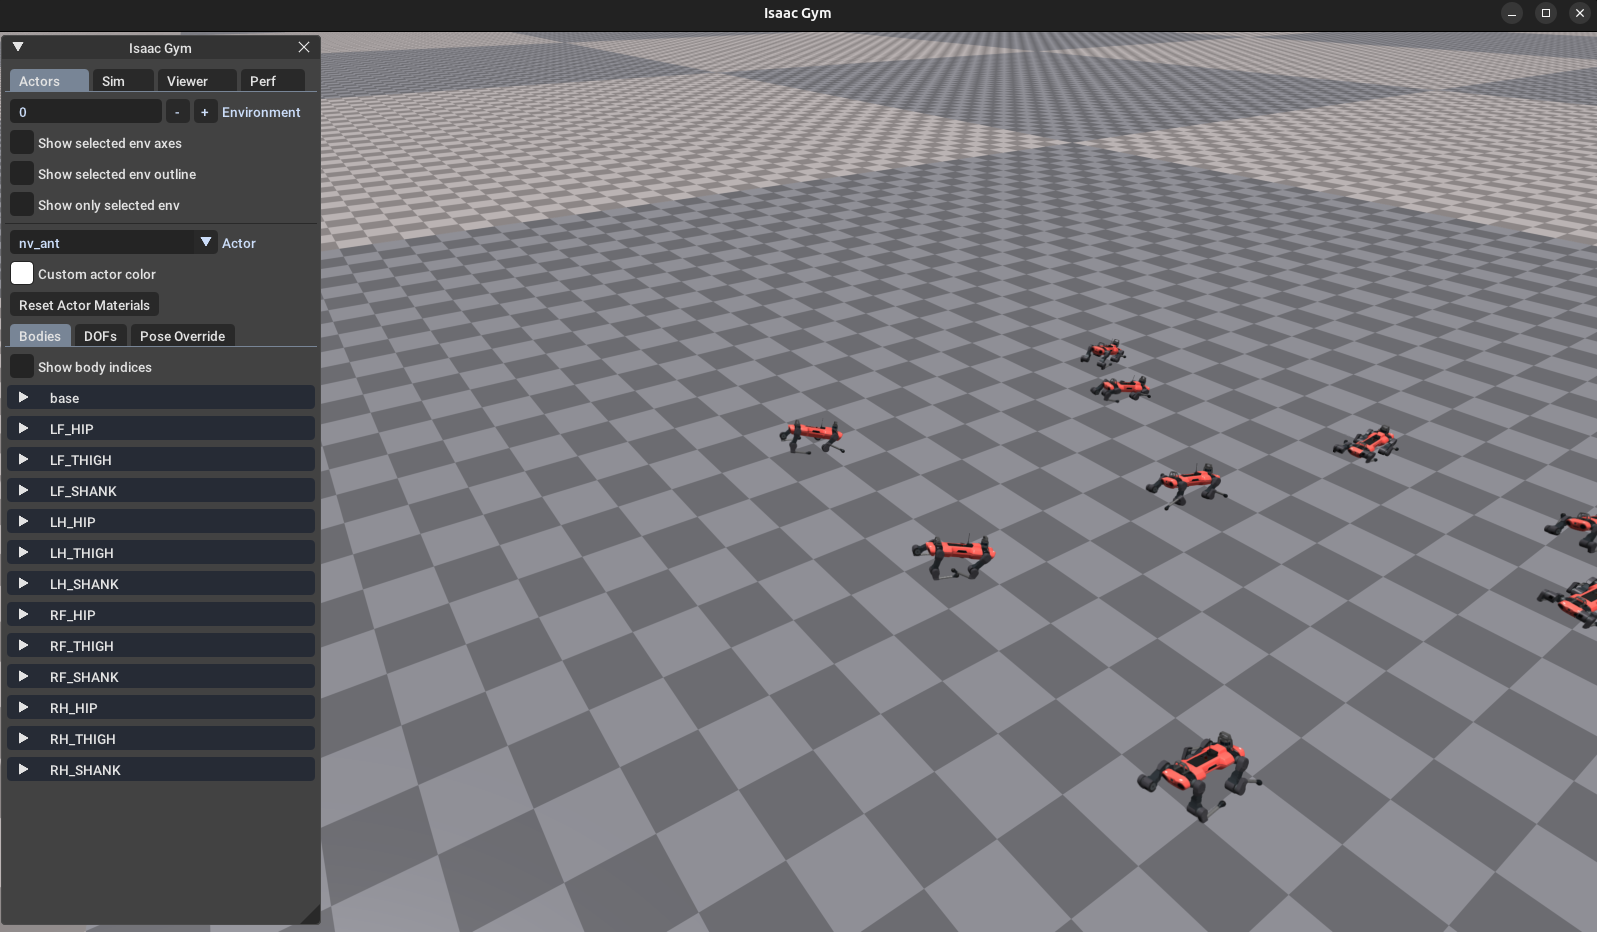 Isaac Gym
Isaac Gym
Actors Sim Viewer Perf
0 - + Environment
Show selected env axes
Show selected env outline
Show only selected env
nv_ant Actor
Custom actor color
Reset Actor Materials
Bodies DOFs Pose Override
Show body indices
base
LF_HIP
LF_THIGH
LF_SHANK
LH_HIP
LH_THIGH
LH_SHANK
RF_HIP
RF_THIGH
RF_SHANK
RH_HIP
RH_THIGH
RH_SHANK